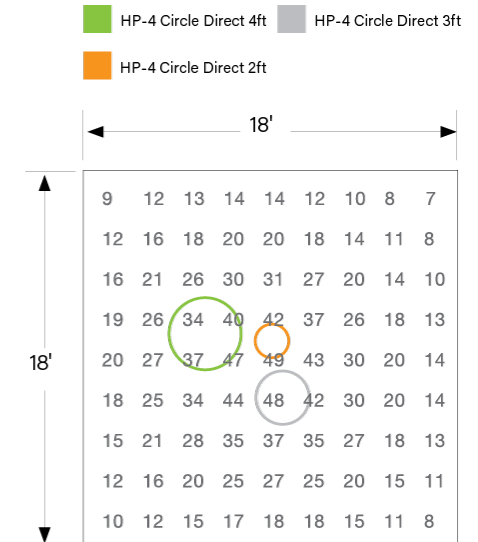 HP-4 Circle Direct 4ft HP-4 Circle Direct 3ft
HP-4 Circle Direct 2ft
18'
9 12 13 14 14 12 10 8 7
12 16 18 20 20 18 14 11 8
16 21 26 30 31 27 20 14 10
19 26 34 40 42 37 26 18 13
18'
20 27 37 47 49 43 30 20 14
18 25 34 44 48 42 30 20 14
15 21 28 35 37 35 27 18 13
12 16 20 25 27 25 20 15 11
10 12 15 17 18 18 15 11 8